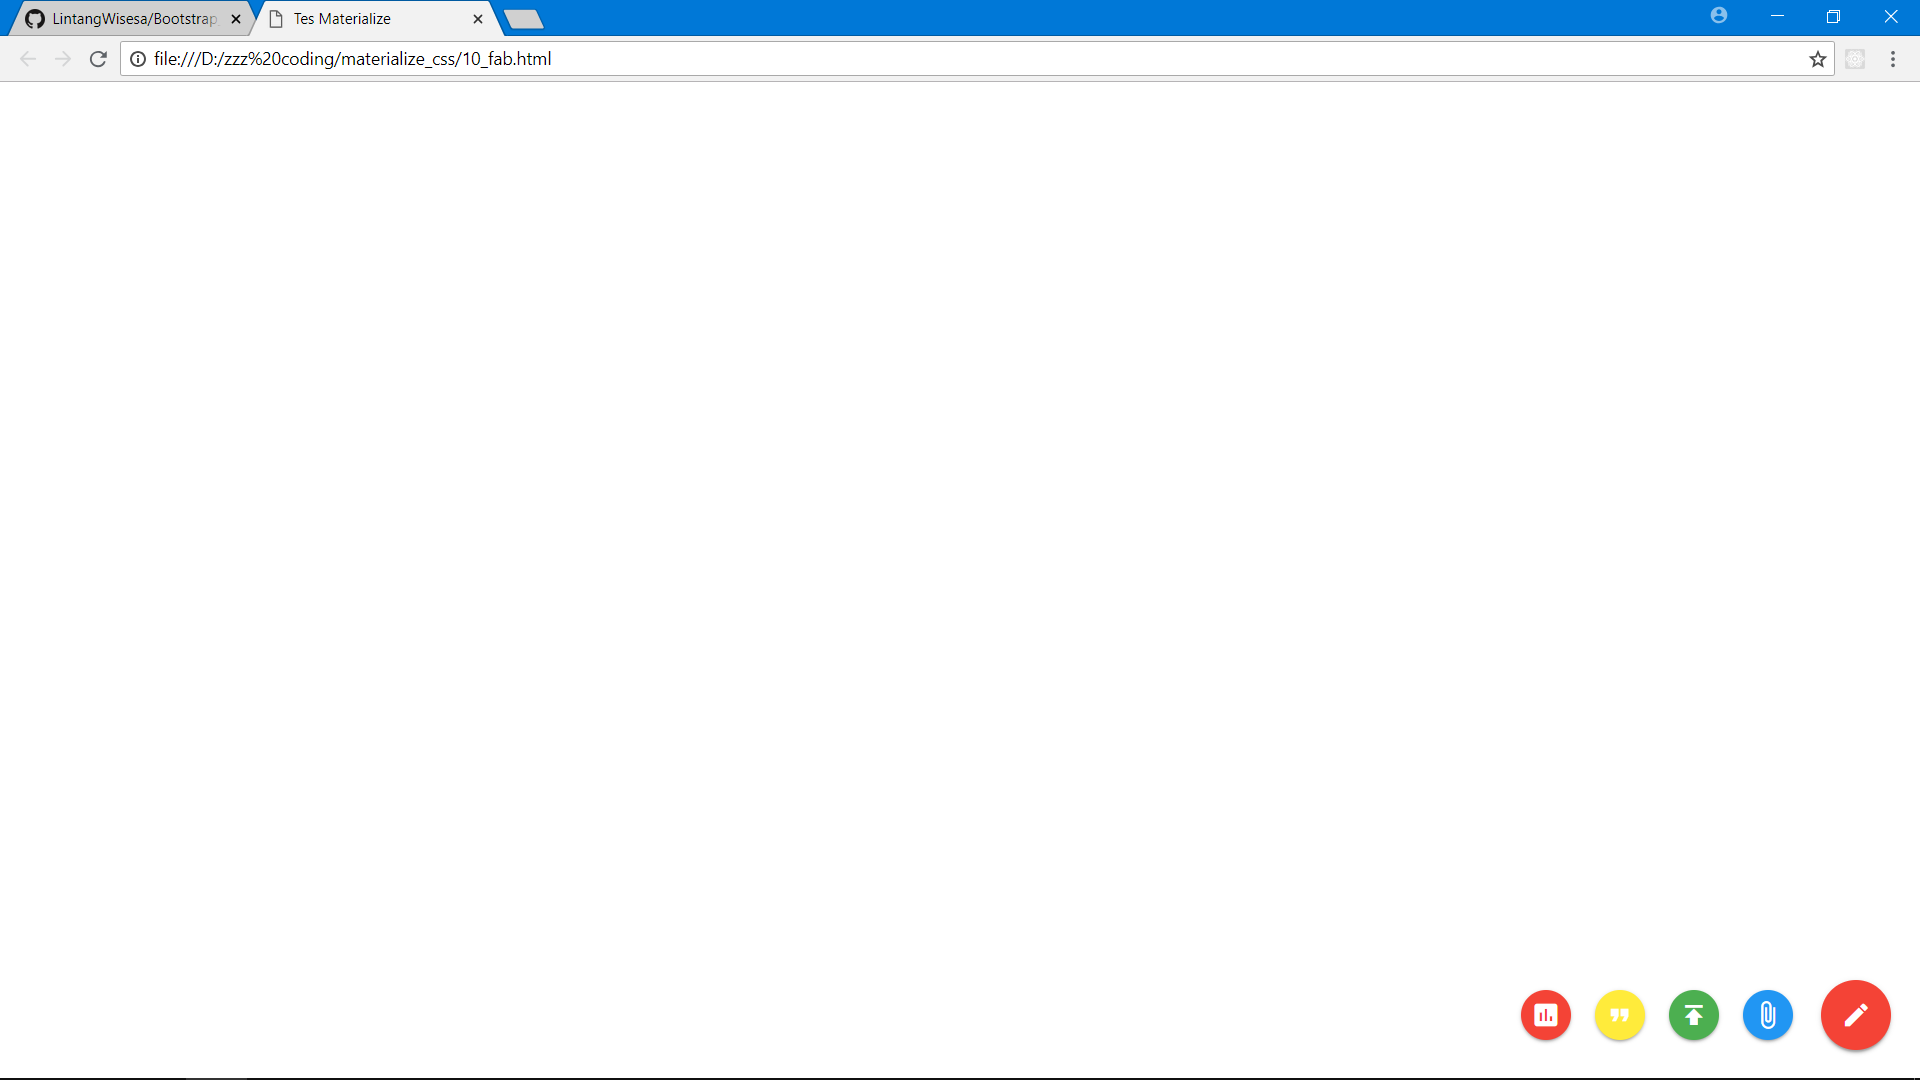 LintangWisesa/Bootstrap
Tes Materialize
file:///D:/zzz%20coding/materialize_css/10_fab.html